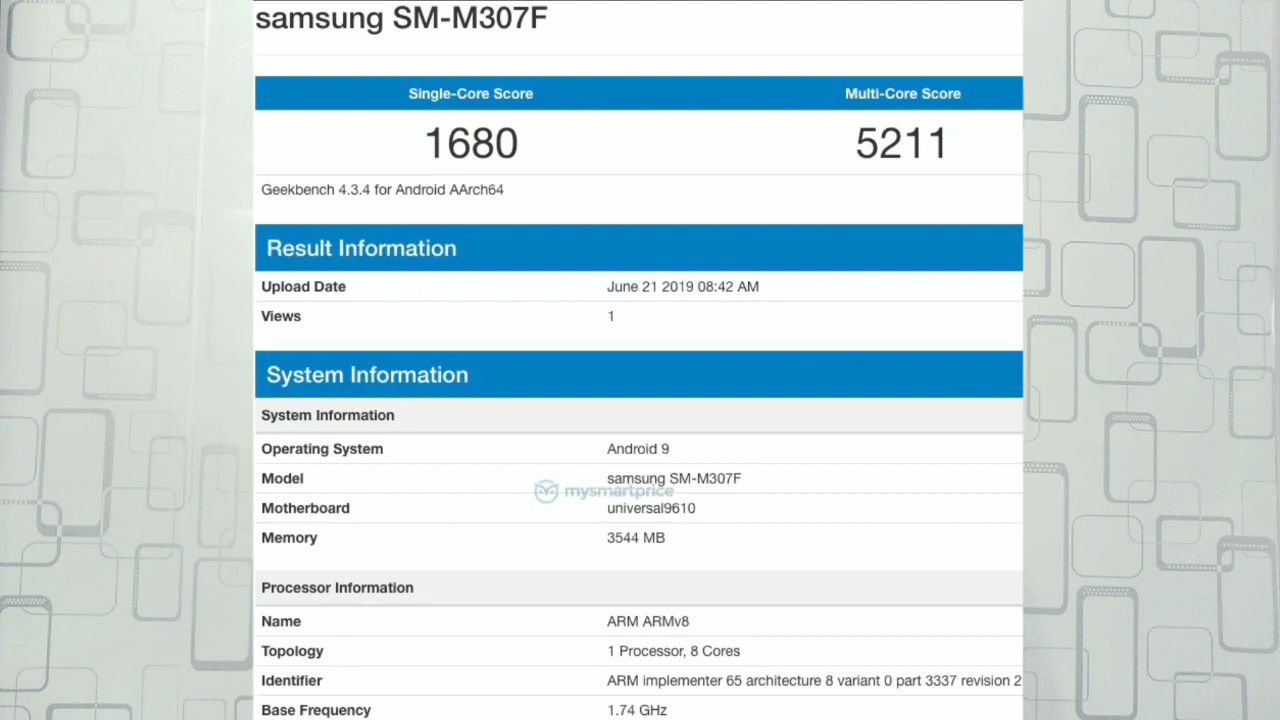 samsung SM-M307F
Single-Core Score Multi-Core Score
1680 5211
Geekbench 4.3.4 for Android AArch64
Result Information
Upload Date June 21 2019 08:42 AM
Views 1
System Information
System Information
Operating System Android 9
Model samsung SM-M307F
mysmartprice
Motherboard universal9610
Memory 3544 MB
Processor Information
Name ARM ARMv8
Topology 1 Processor, 8 Cores
Identifier ARM implementer 65 architecture 8 variant 0 part 3337 revision 2
Base Frequency 1.74 GHz